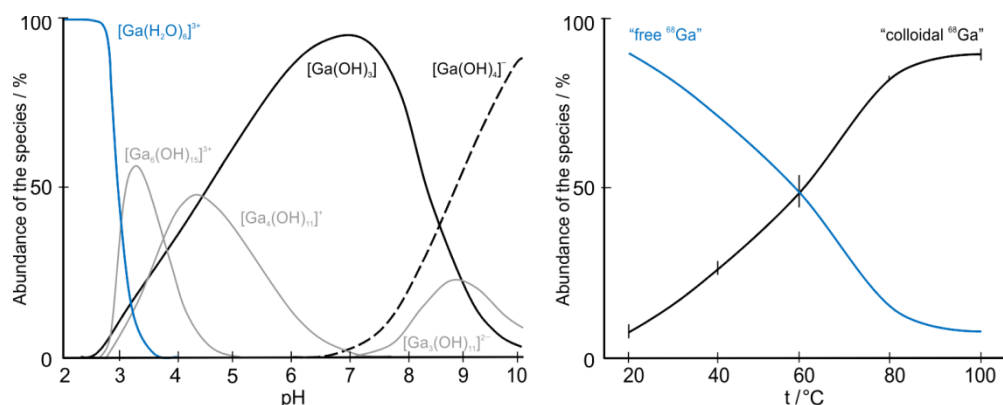 100
[Ga(H₂O)₆]³⁺
[Ga(OH)₃]
[Ga(OH)₄]⁻
[Ga₆(OH)₁₅]³⁺
50
[Ga₄(OH)₁₁]⁺
[Ga₃(OH)₁₁]²⁻
0
Abundance of the species / %
2 3 4 5 6 7 8 9 10
pH
100
“free ⁶⁸Ga”
“colloidal ⁶⁸Ga”
50
0
Abundance of the species / %
20 40 60 80 100
t /°C